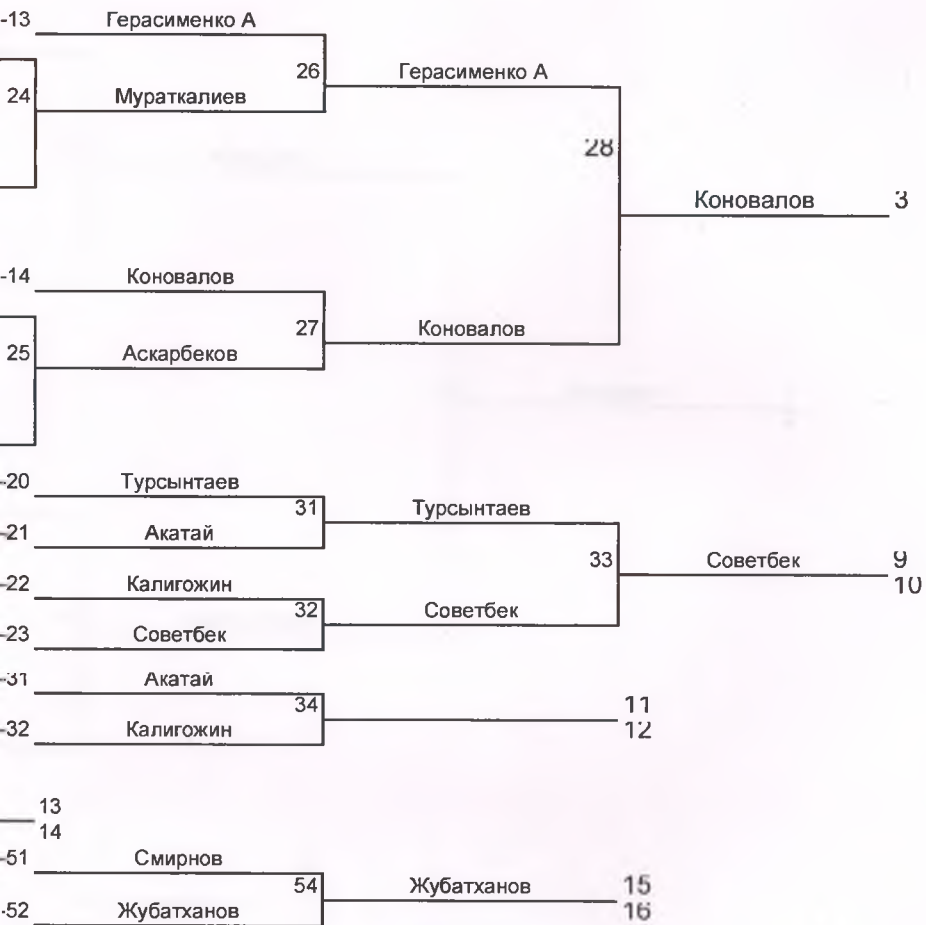 -13 Герасименко А
26 Герасименко А
24 Мураткалиев
28
Коновалов 3
-14 Коновалов
27 Коновалов
25 Аскарбеков
-20 Турсынтаев
31 Турсынтаев
-21 Акатай
33 Советбек 9
10
-22 Калигожин
32 Советбек
-23 Советбек
-31 Акатай
34 11
12
-32 Калигожин
13
14
-51 Смирнов
54 Жубатханов 15
16
-52 Жубатханов